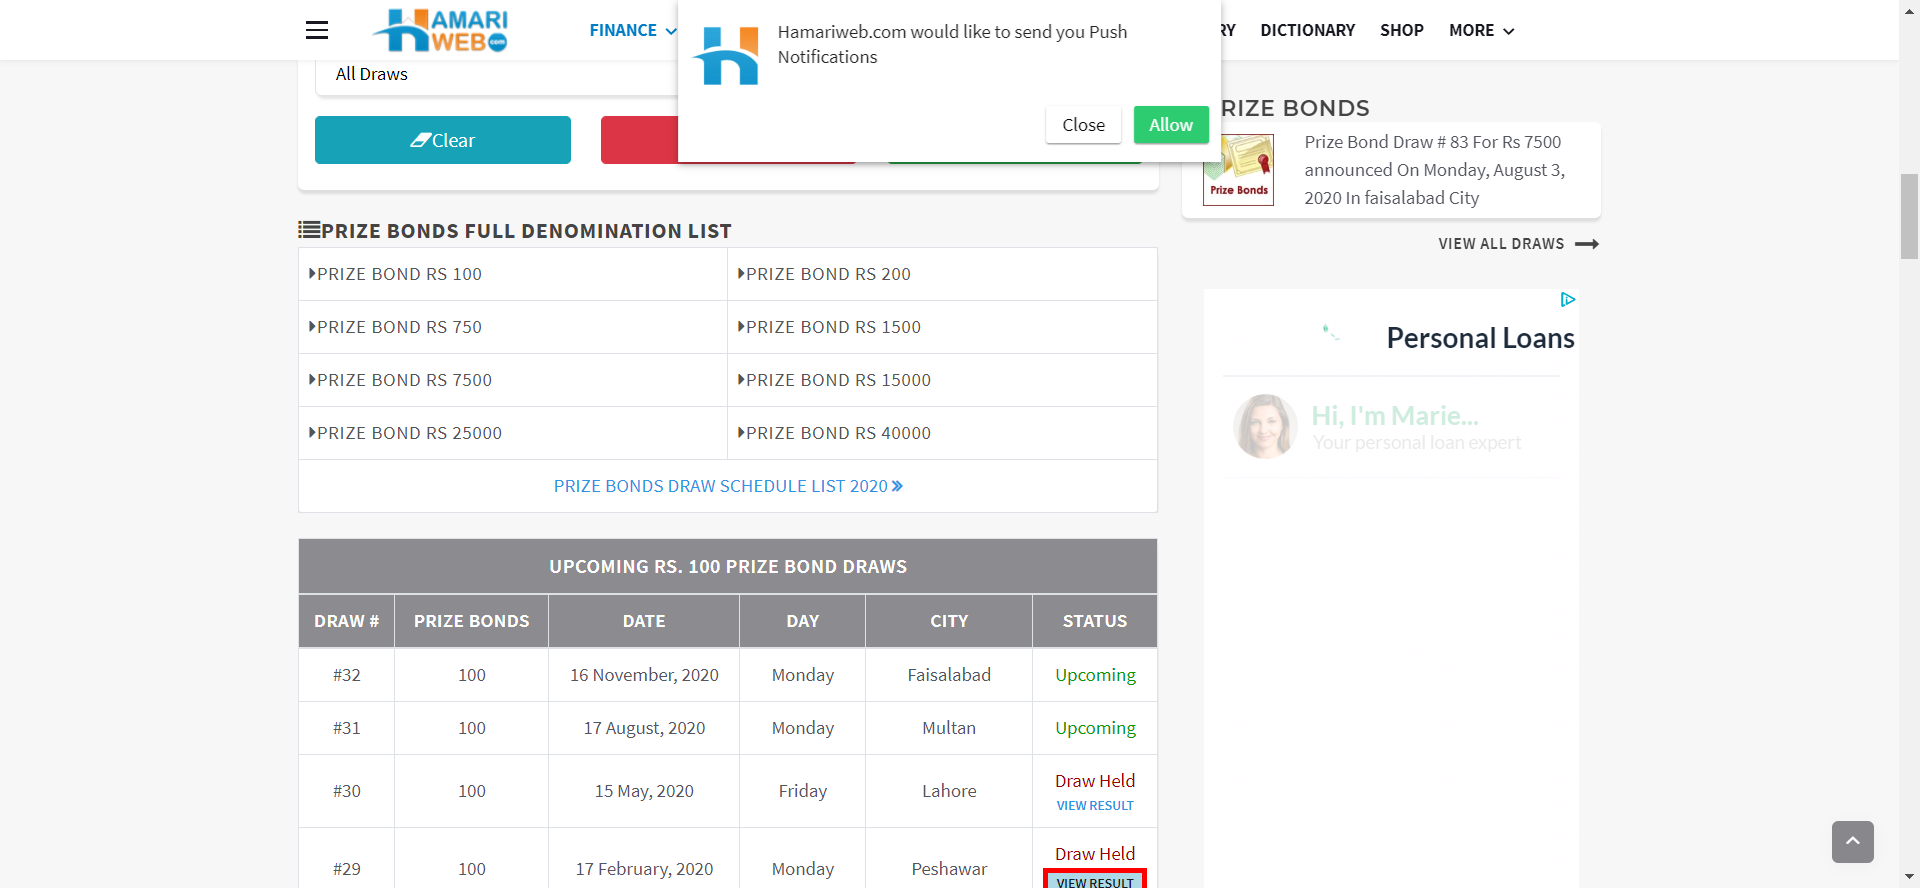 HAMARI
WEB.com
FINANCE
RY
DICTIONARY
SHOP
MORE
Hamariweb.com would like to send you Push
Notifications
Close
Allow
All Draws
Clear
PRIZE BONDS FULL DENOMINATION LIST
PRIZE BOND RS 100
PRIZE BOND RS 200
PRIZE BOND RS 750
PRIZE BOND RS 1500
PRIZE BOND RS 7500
PRIZE BOND RS 15000
PRIZE BOND RS 25000
PRIZE BOND RS 40000
PRIZE BONDS DRAW SCHEDULE LIST 2020
UPCOMING RS. 100 PRIZE BOND DRAWS
DRAW # PRIZE BONDS DATE DAY CITY STATUS
#32 100 16 November, 2020 Monday Faisalabad Upcoming
#31 100 17 August, 2020 Monday Multan Upcoming
#30 100 15 May, 2020 Friday Lahore Draw Held
VIEW RESULT
#29 100 17 February, 2020 Monday Peshawar Draw Held
VIEW RESULT
RIZE BONDS
Prize Bonds
Prize Bond Draw # 83 For Rs 7500
announced On Monday, August 3,
2020 In faisalabad City
VIEW ALL DRAWS
Personal Loans
Hi, I'm Marie...
Your personal loan expert